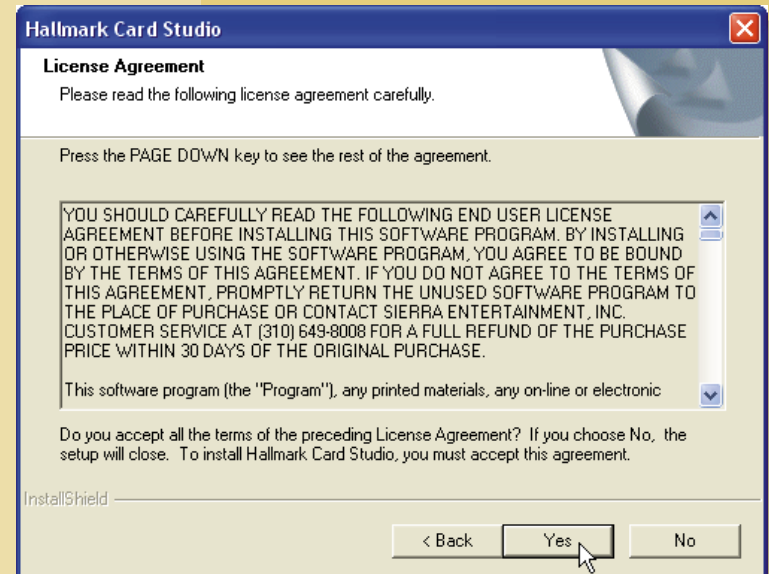 Hallmark Card Studio
License Agreement
Please read the following license agreement carefully.
Press the PAGE DOWN key to see the rest of the agreement.
YOU SHOULD CAREFULLY READ THE FOLLOWING END USER LICENSE
AGREEMENT BEFORE INSTALLING THIS SOFTWARE PROGRAM. BY INSTALLING
OR OTHERWISE USING THE SOFTWARE PROGRAM, YOU AGREE TO BE BOUND
BY THE TERMS OF THIS AGREEMENT. IF YOU DO NOT AGREE TO THE TERMS OF
THIS AGREEMENT, PROMPTLY RETURN THE UNUSED SOFTWARE PROGRAM TO
THE PLACE OF PURCHASE OR CONTACT SIERRA ENTERTAINMENT, INC.
CUSTOMER SERVICE AT (310) 649-8008 FOR A FULL REFUND OF THE PURCHASE
PRICE WITHIN 30 DAYS OF THE ORIGINAL PURCHASE.
This software program (the "Program"), any printed materials, any on-line or electronic
Do you accept all the terms of the preceding License Agreement? If you choose No, the
setup will close. To install Hallmark Card Studio, you must accept this agreement.
InstallShield
< Back Yes No